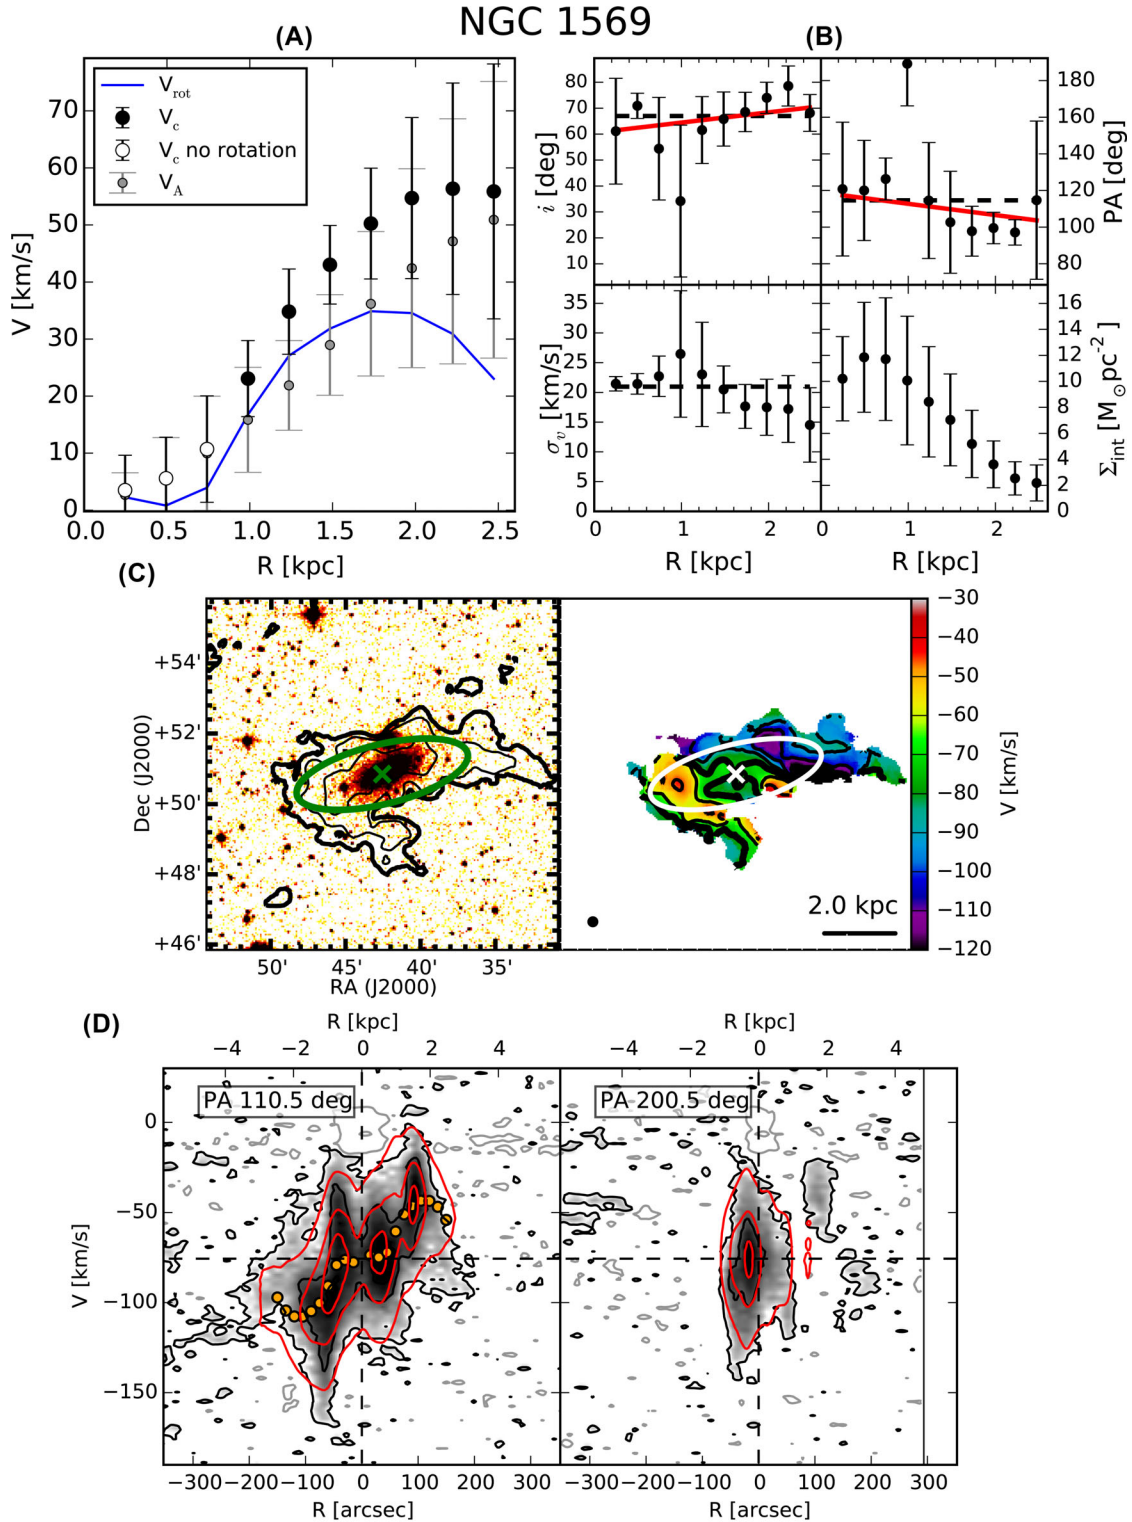 NGC 1569
(A)
(B)
V_rot
V_c
V_c no rotation
V_A
V [km/s]
70
60
50
40
30
20
10
0
0.0 0.5 1.0 1.5 2.0 2.5
R [kpc]
i [deg]
80
70
60
50
40
30
20
10
PA [deg]
180
160
140
120
100
80
σ_v [km/s]
35
30
25
20
15
10
5
0
Σ_int [M_⊙pc^-2]
16
14
12
10
8
6
4
2
0
0 1 2
R [kpc]
0 1 2
R [kpc]
(C)
Dec (J2000)
+54'
+52'
+50'
+48'
+46'
50' 45' 40' 35'
RA (J2000)
2.0 kpc
−30
−40
−50
−60
−70
−80
−90
−100
−110
−120
V [km/s]
(D)
R [kpc]
−4 −2 0 2 4
PA 110.5 deg
V [km/s]
0
−50
−100
−150
−300 −200 −100 0 100 200 300
R [arcsec]
R [kpc]
−4 −2 0 2 4
PA 200.5 deg
−300 −200 −100 0 100 200 300
R [arcsec]